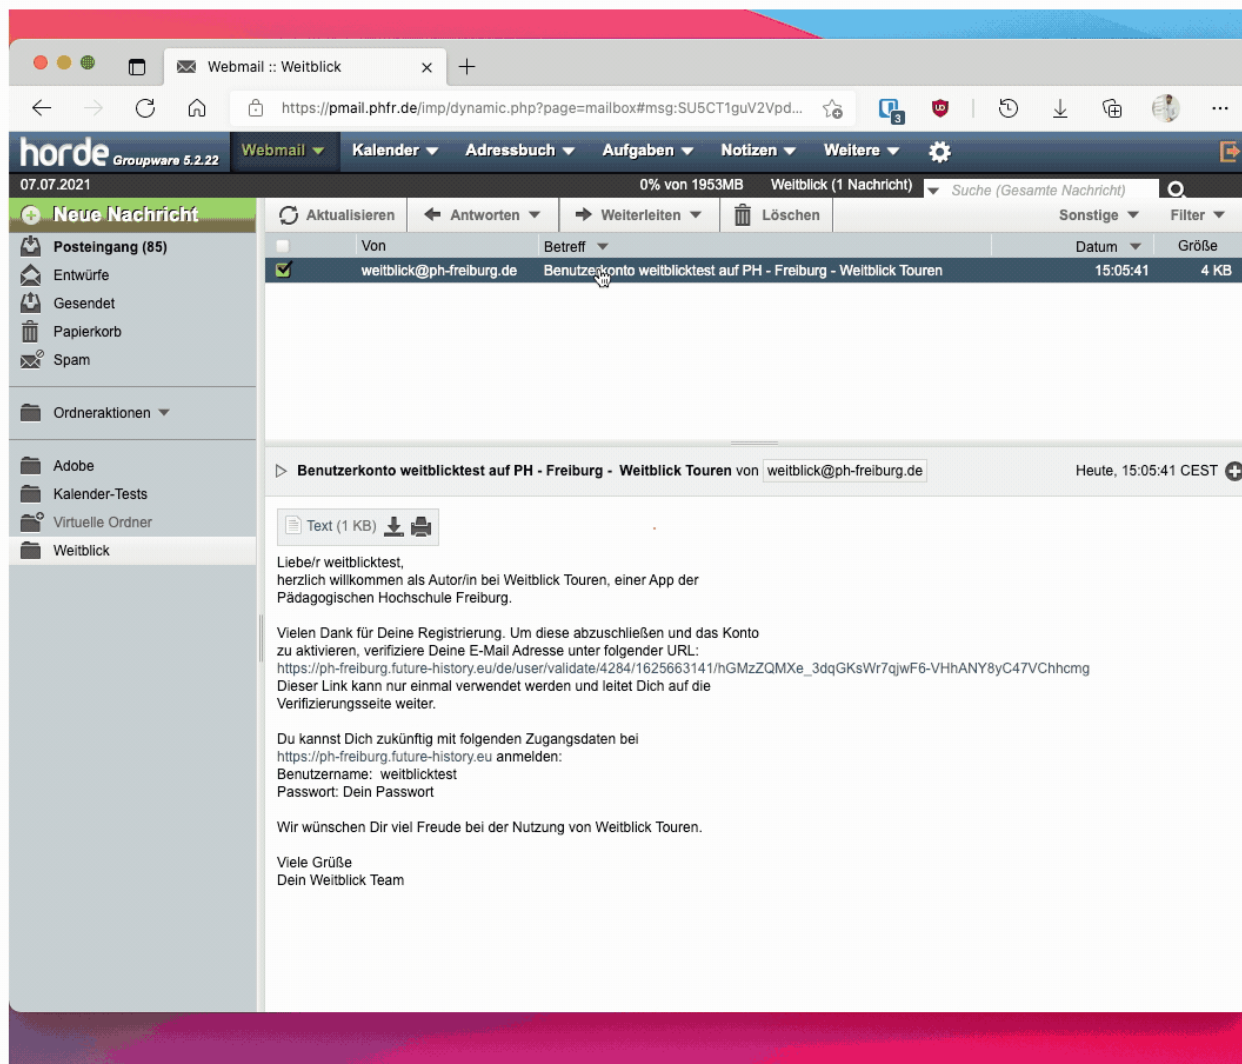 Webmail :: Weitblick
https://pmail.phfr.de/imp/dynamic.php?page=mailbox#msg:SU5CT1guV2Vpd...
3
horde Groupware 5.2.22
Webmail Kalender Adressbuch Aufgaben Notizen Weitere
07.07.2021 0% von 1953MB Weitblick (1 Nachricht) Suche (Gesamte Nachricht)
Neue Nachricht Aktualisieren Antworten Weiterleiten Löschen Sonstige Filter
Posteingang (85)
Entwürfe
Gesendet
Papierkorb
Spam
Ordneraktionen
Adobe
Kalender-Tests
Virtuelle Ordner
Weitblick
Von Betreff Datum Größe
weitblick@ph-freiburg.de Benutzerkonto weitblicktest auf PH - Freiburg - Weitblick Touren 15:05:41 4 KB
Benutzerkonto weitblicktest auf PH - Freiburg - Weitblick Touren von weitblick@ph-freiburg.de Heute, 15:05:41 CEST
Text (1 KB)
Liebe/r weitblicktest,
herzlich willkommen als Autor/in bei Weitblick Touren, einer App der
Pädagogischen Hochschule Freiburg.
Vielen Dank für Deine Registrierung. Um diese abzuschließen und das Konto
zu aktivieren, verifiziere Deine E-Mail Adresse unter folgender URL:
https://ph-freiburg.future-history.eu/de/user/validate/4284/1625663141/hGMzZQMXe_3dqGKsWr7qjwF6-VHhANY8yC47VChhcmg
Dieser Link kann nur einmal verwendet werden und leitet Dich auf die
Verifizierungsseite weiter.
Du kannst Dich zukünftig mit folgenden Zugangsdaten bei
https://ph-freiburg.future-history.eu anmelden:
Benutzername: weitblicktest
Passwort: Dein Passwort
Wir wünschen Dir viel Freude bei der Nutzung von Weitblick Touren.
Viele Grüße
Dein Weitblick Team